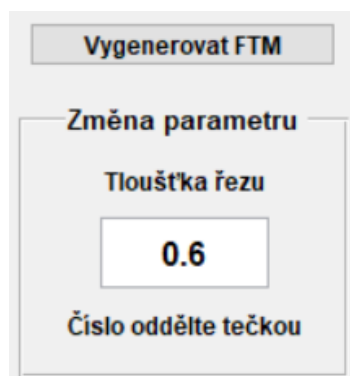 Vygenerovat FTM
Změna parametru
Tloušťka řezu
0.6
Číslo oddělte tečkou